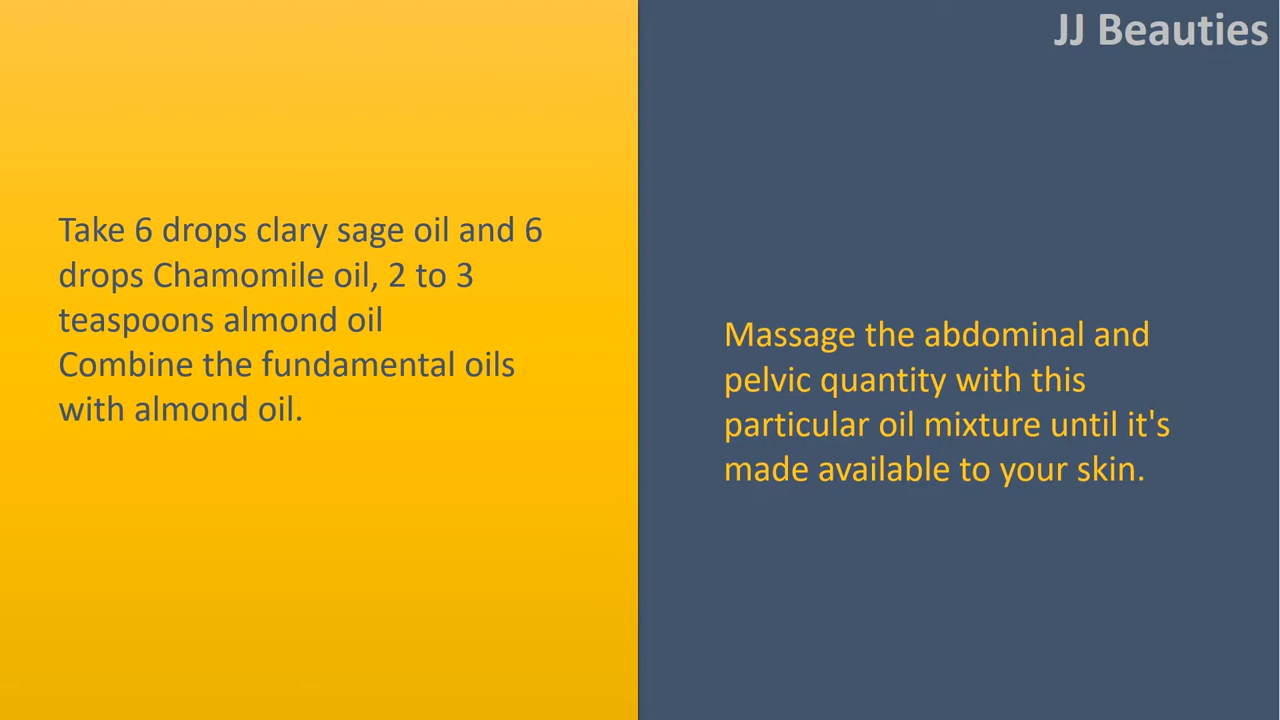 JJ Beauties
Take 6 drops clary sage oil and 6
drops Chamomile oil, 2 to 3
teaspoons almond oil
Combine the fundamental oils
with almond oil.
Massage the abdominal and
pelvic quantity with this
particular oil mixture until it's
made available to your skin.